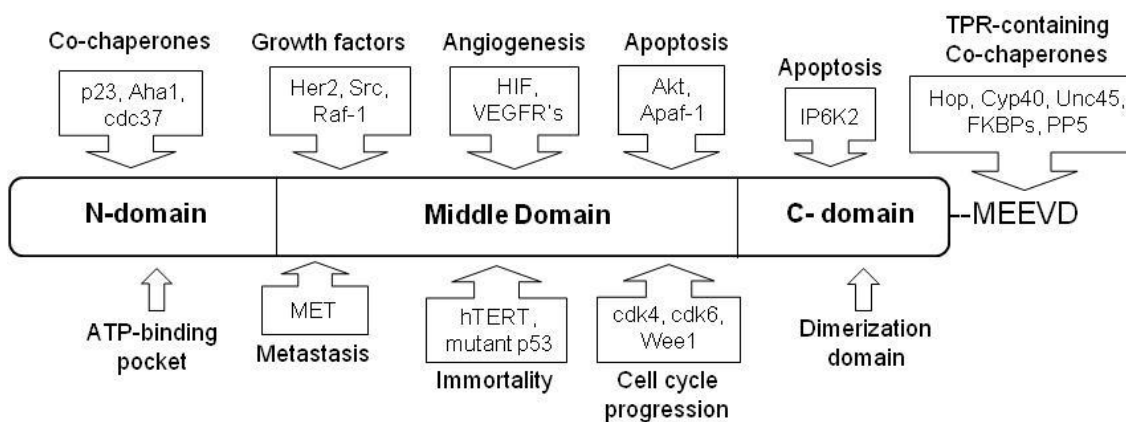 Co-chaperones
p23, Aha1,
cdc37
Growth factors
Her2, Src,
Raf-1
Angiogenesis
HIF,
VEGFR's
Apoptosis
Akt,
Apaf-1
Apoptosis
IP6K2
TPR-containing
Co-chaperones
Hop, Cyp40, Unc45,
FKBPs, PP5
N-domain
Middle Domain
C- domain
--MEEVD
ATP-binding
pocket
MET
Metastasis
hTERT,
mutant p53
Immortality
cdk4, cdk6,
Wee1
Cell cycle
progression
Dimerization
domain